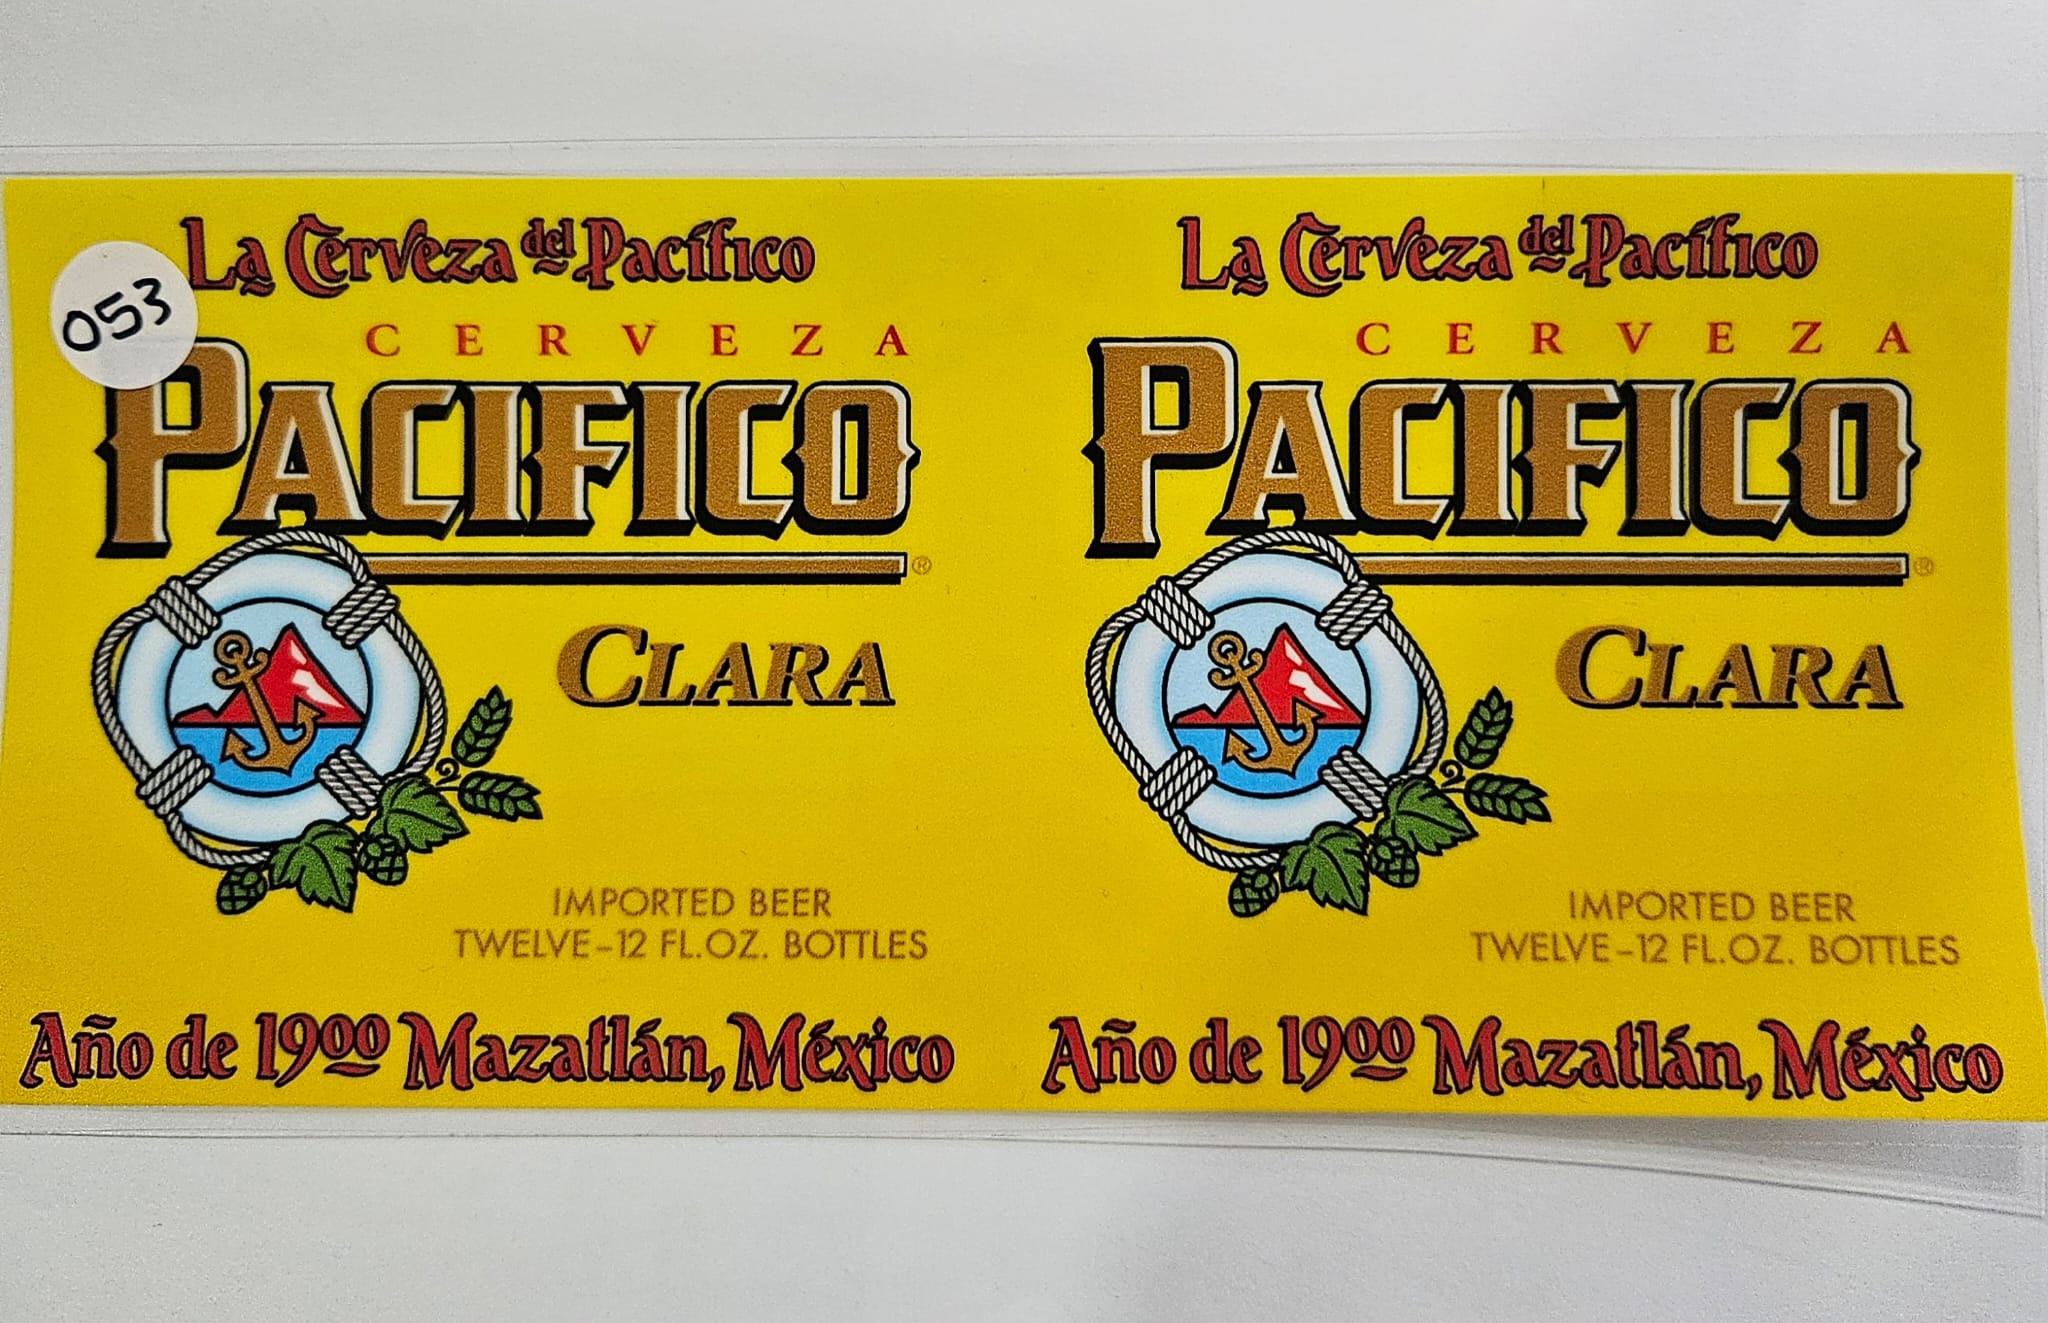 053
La Cerveza del Pacífico
CERVEZA
PACIFICO
®
CLARA
IMPORTED BEER
TWELVE–12 FL.OZ. BOTTLES
Año de 1900 Mazatlán, México
La Cerveza del Pacífico
CERVEZA
PACIFICO
®
CLARA
IMPORTED BEER
TWELVE–12 FL.OZ. BOTTLES
Año de 1900 Mazatlán, México